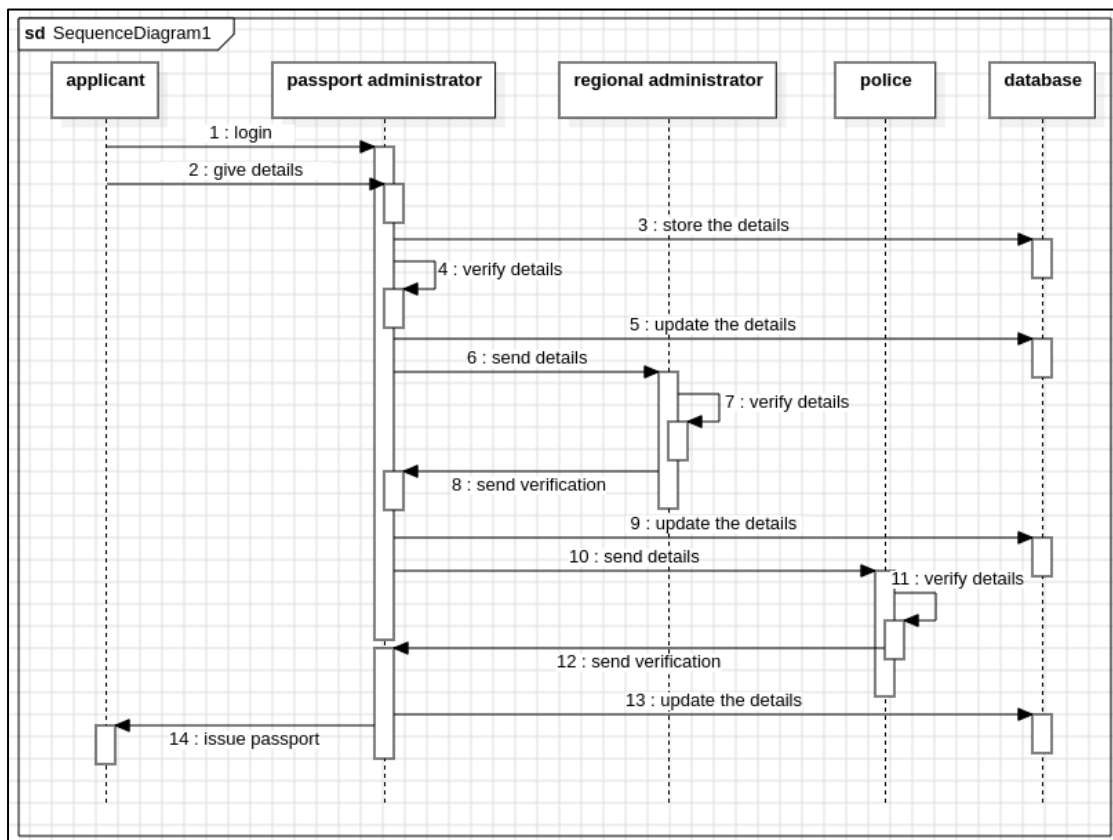 sd SequenceDiagram1
applicant
passport administrator
regional administrator
police
database
1 : login
2 : give details
3 : store the details
4 : verify details
5 : update the details
6 : send details
7 : verify details
8 : send verification
9 : update the details
10 : send details
11 : verify details
12 : send verification
13 : update the details
14 : issue passport